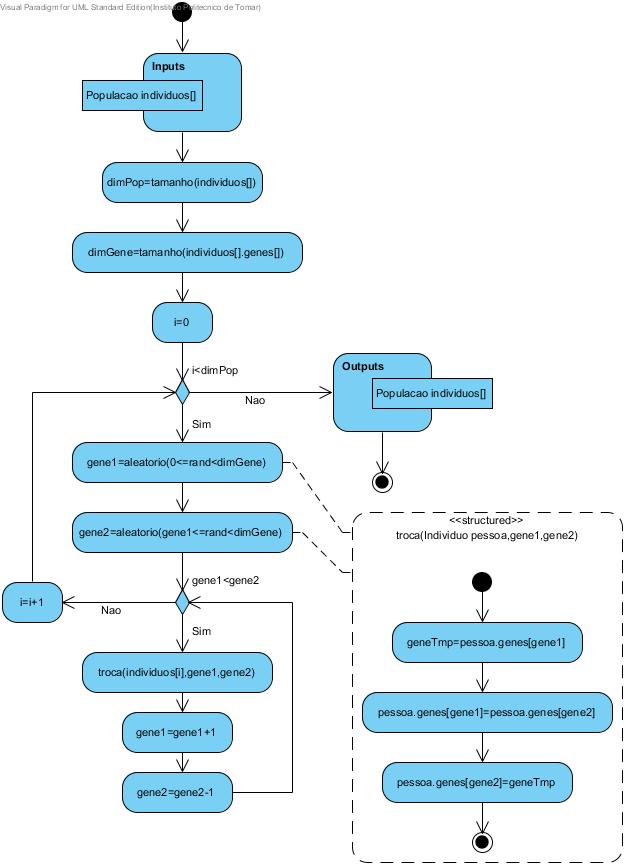 Visual Paradigm for UML Standard Edition(Instituto Politecnico de Tomar)
Inputs
Populacao individuos[]
dimPop=tamanho(individuos[])
dimGene=tamanho(individuos[].genes[])
i=0
i<dimPop
Nao
Sim
Outputs
Populacao individuos[]
gene1=aleatorio(0<=rand<dimGene)
gene2=aleatorio(gene1<=rand<dimGene)
gene1<gene2
Nao
i=i+1
Sim
troca(individuos[i],gene1,gene2)
gene1=gene1+1
gene2=gene2-1
<<structured>>
troca(Individuo pessoa,gene1,gene2)
geneTmp=pessoa.genes[gene1]
pessoa.genes[gene1]=pessoa.genes[gene2]
pessoa.genes[gene2]=geneTmp